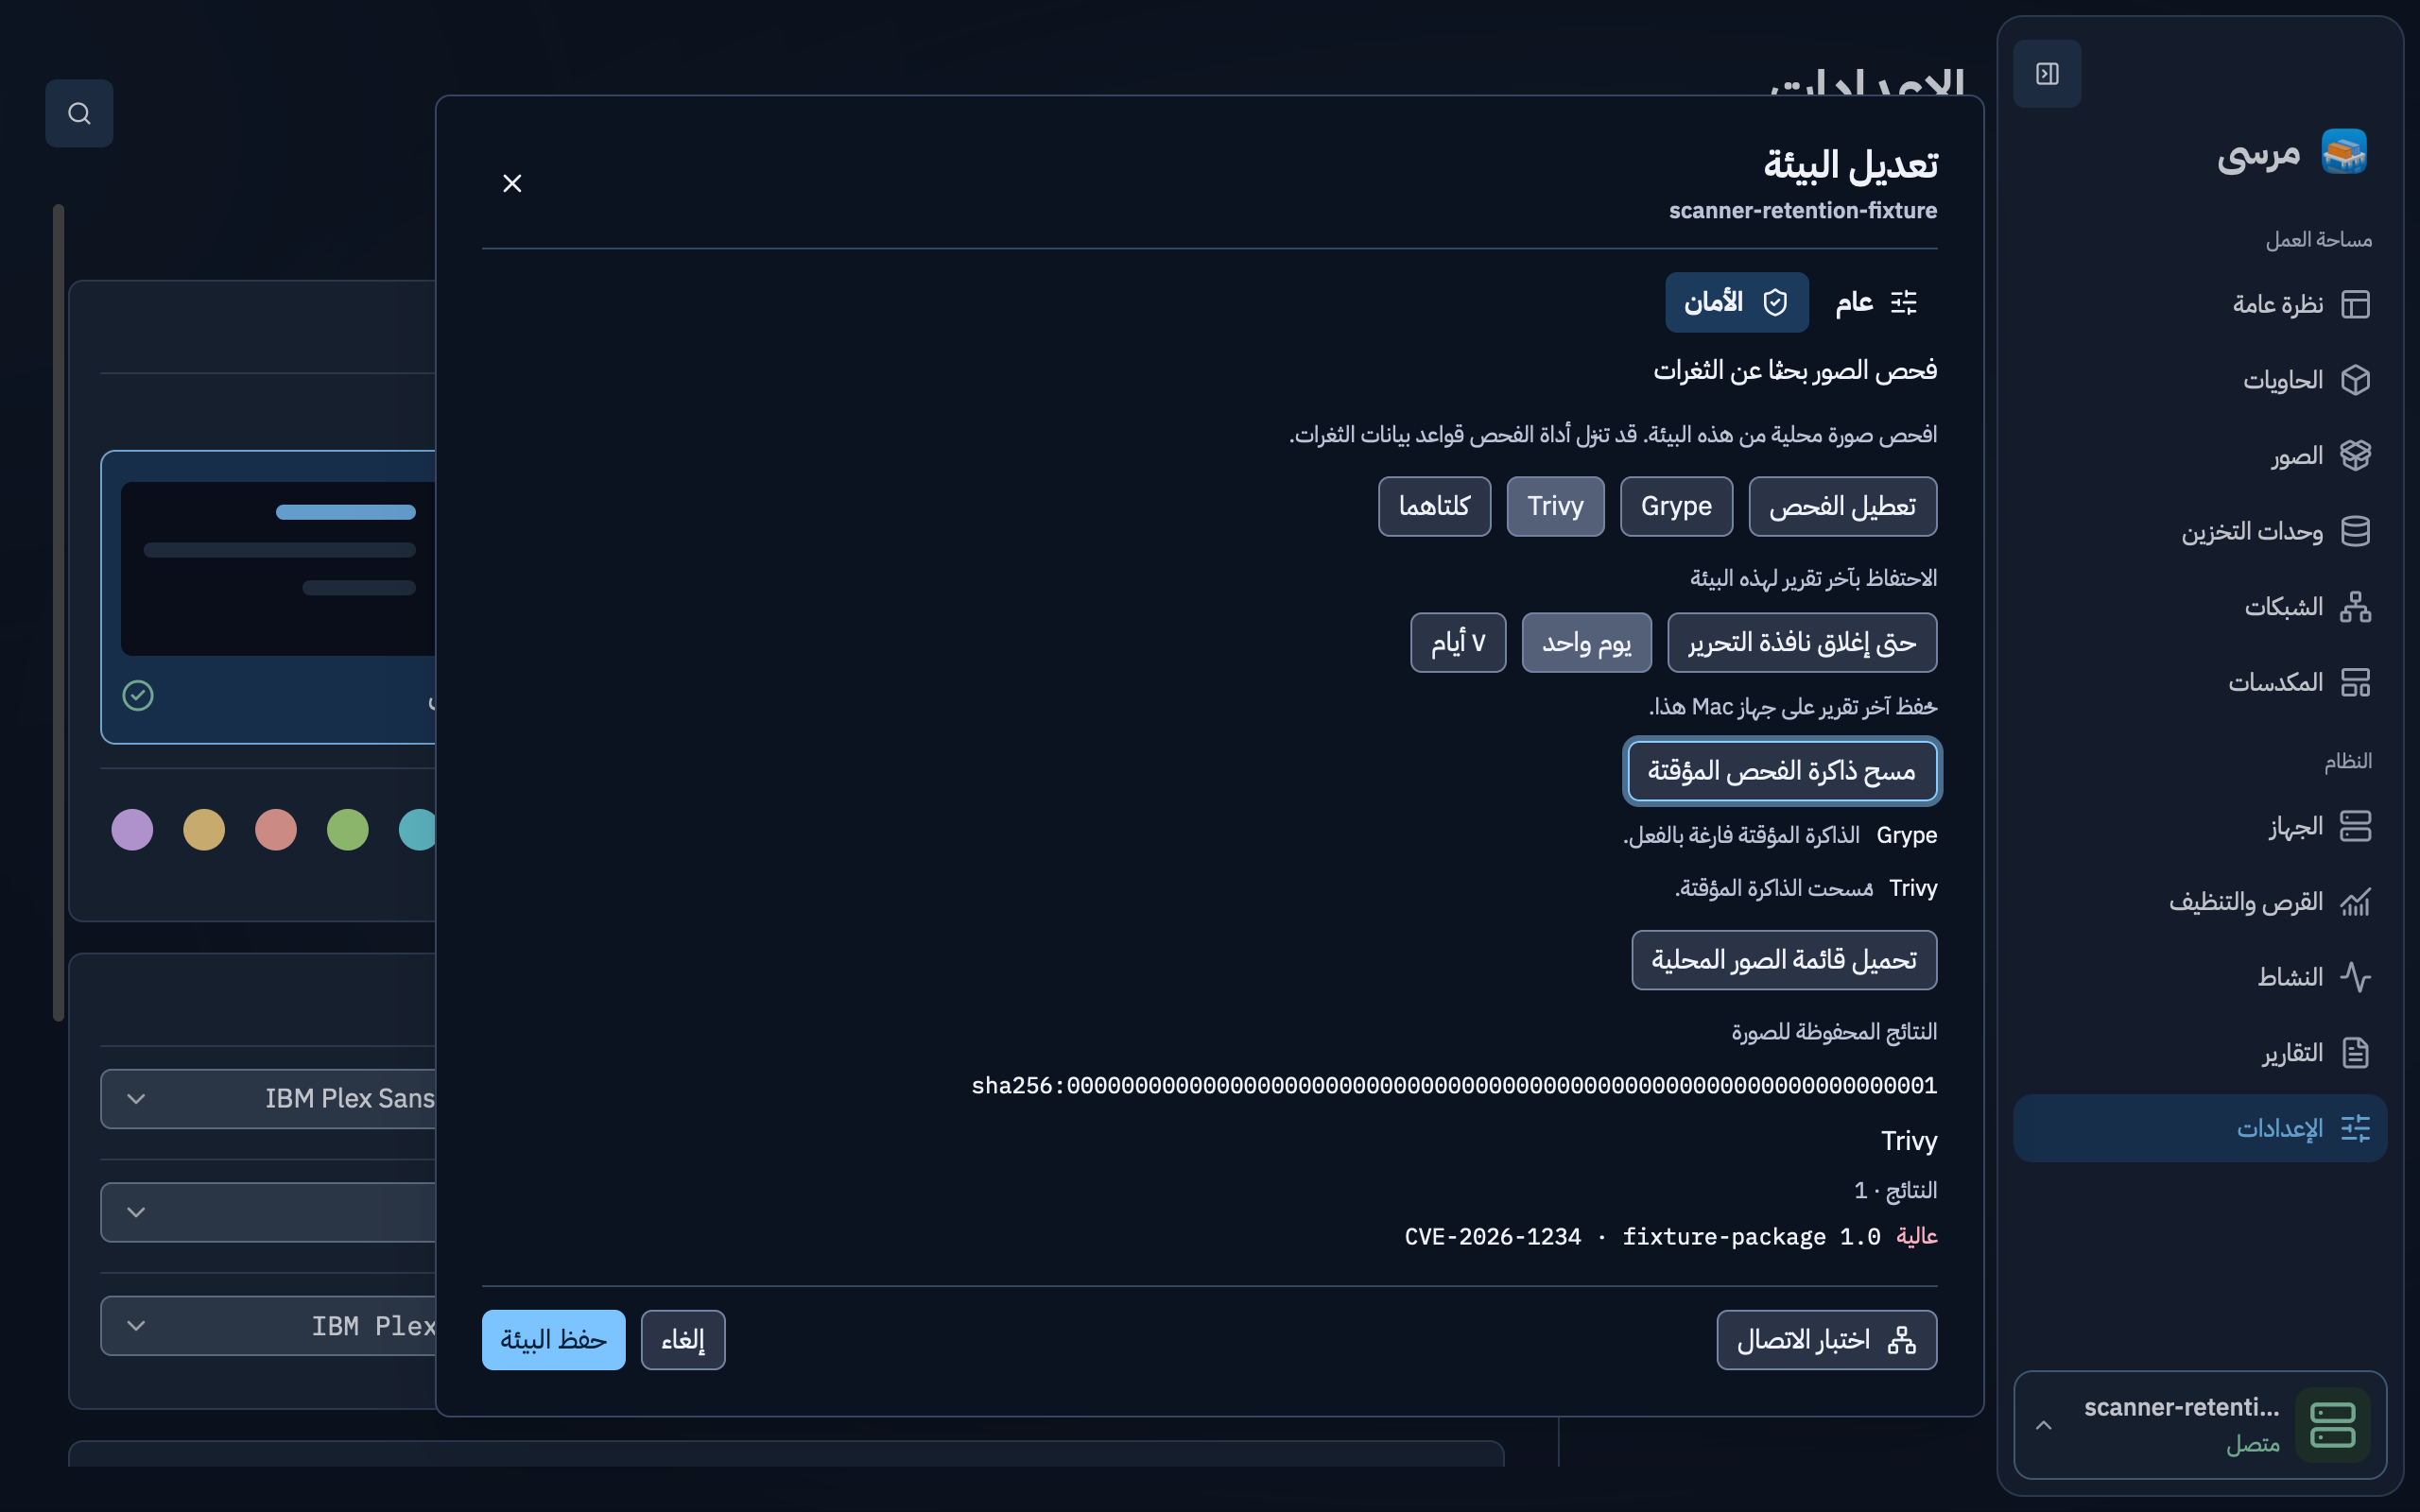 مرسى
مساحة العمل
نظرة عامة
الحاويات
الصور
وحدات التخزين
الشبكات
المكدسات
النظام
الجهاز
القرص والتنظيف
النشاط
التقارير
الإعدادات
scanner-retenti...
متصل
الإعدادات
تعديل البيئة
scanner-retention-fixture
عام
الأمان
فحص الصور بحثًا عن الثغرات
افحص صورة محلية من هذه البيئة. قد تنزل أداة الفحص قواعد بيانات الثغرات.
تعطيل الفحص
Grype
Trivy
كلتاهما
الاحتفاظ بآخر تقرير لهذه البيئة
حتى إغلاق نافذة التحرير
يوم واحد
٧ أيام
حُفظ آخر تقرير على جهاز Mac هذا.
مسح ذاكرة الفحص المؤقتة
Grype الذاكرة المؤقتة فارغة بالفعل.
Trivy مُسحت الذاكرة المؤقتة.
تحميل قائمة الصور المحلية
النتائج المحفوظة للصورة
sha256:0000000000000000000000000000000000000000000000000000000000000001
Trivy
النتائج · 1
عالية CVE-2026-1234 · fixture-package 1.0
اختبار الاتصال
إلغاء
حفظ البيئة
IBM Plex Sans
IBM Plex